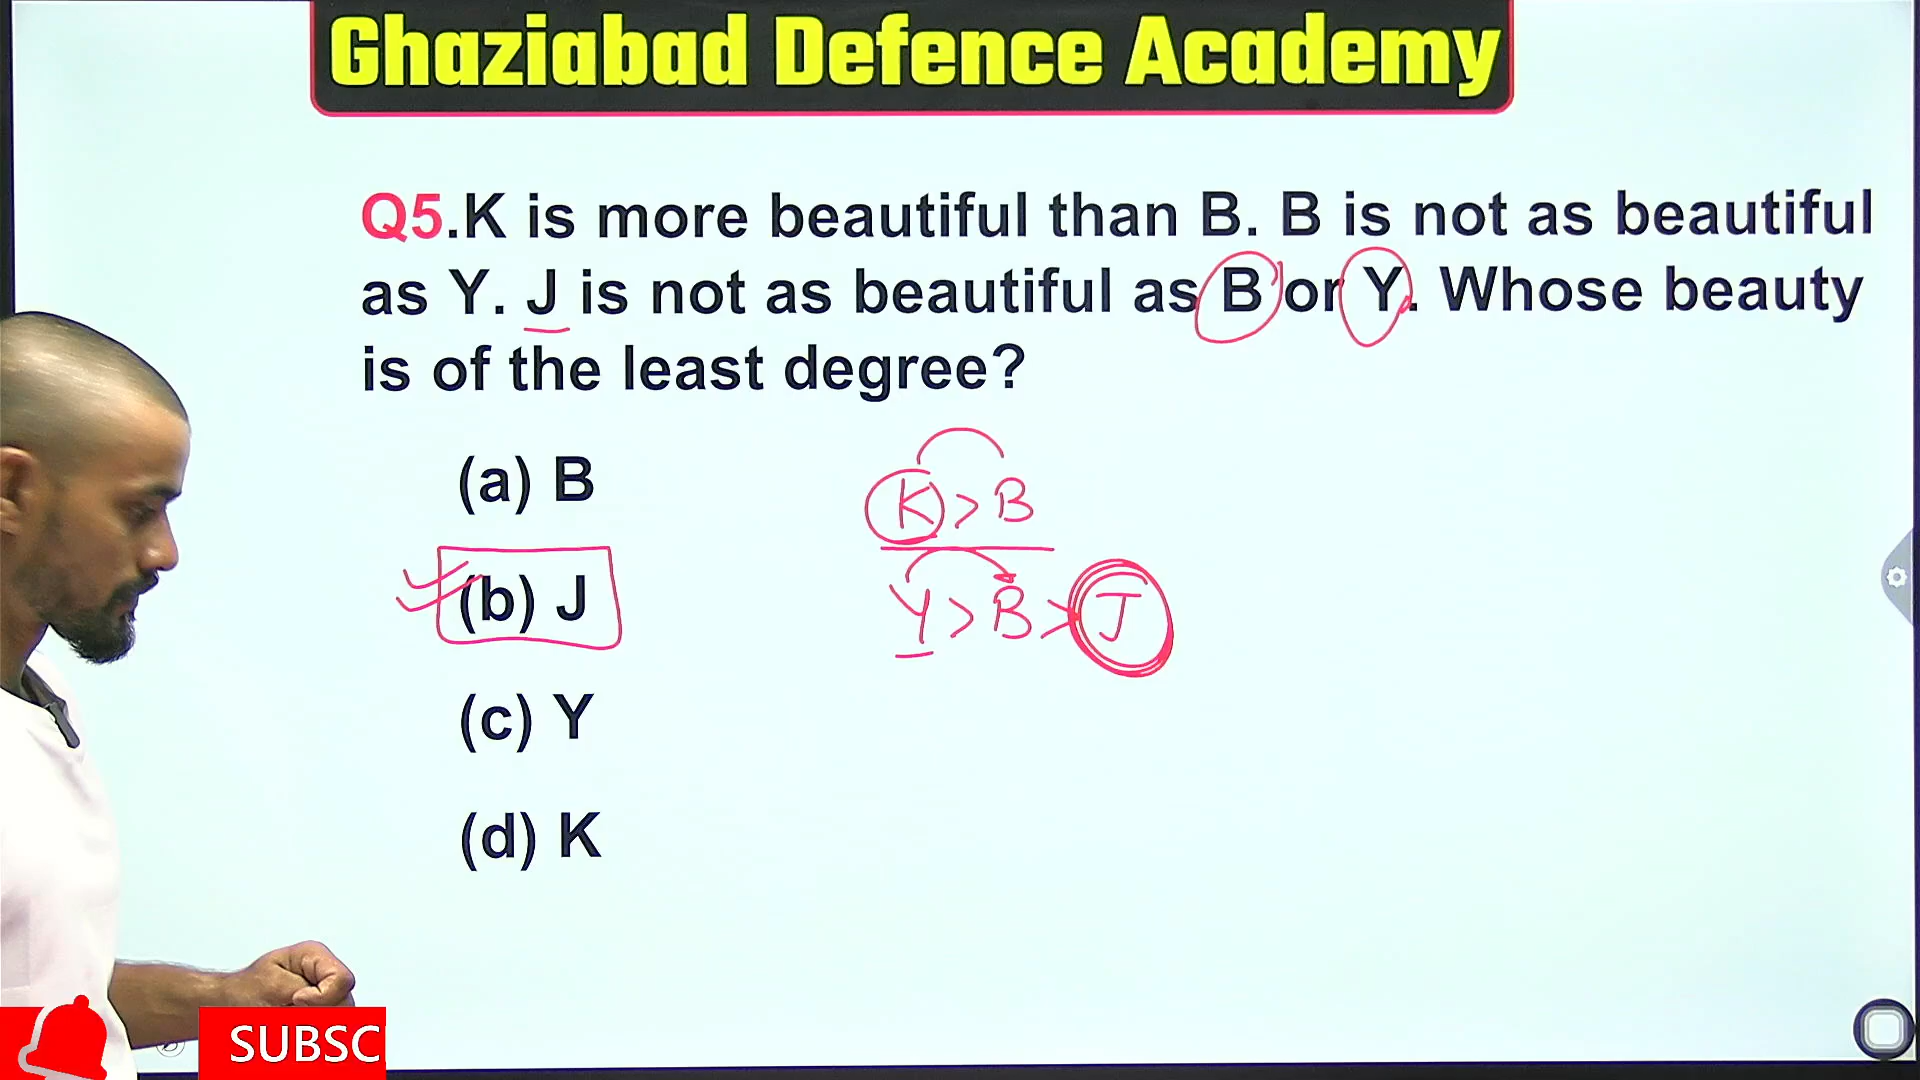 Ghaziabad Defence Academy
Q5.K is more beautiful than B. B is not as beautiful
as Y. J is not as beautiful as B or Y. Whose beauty
is of the least degree?
(a) B
K > B
(b) J
Y > B > J
(c) Y
(d) K
SUBSC